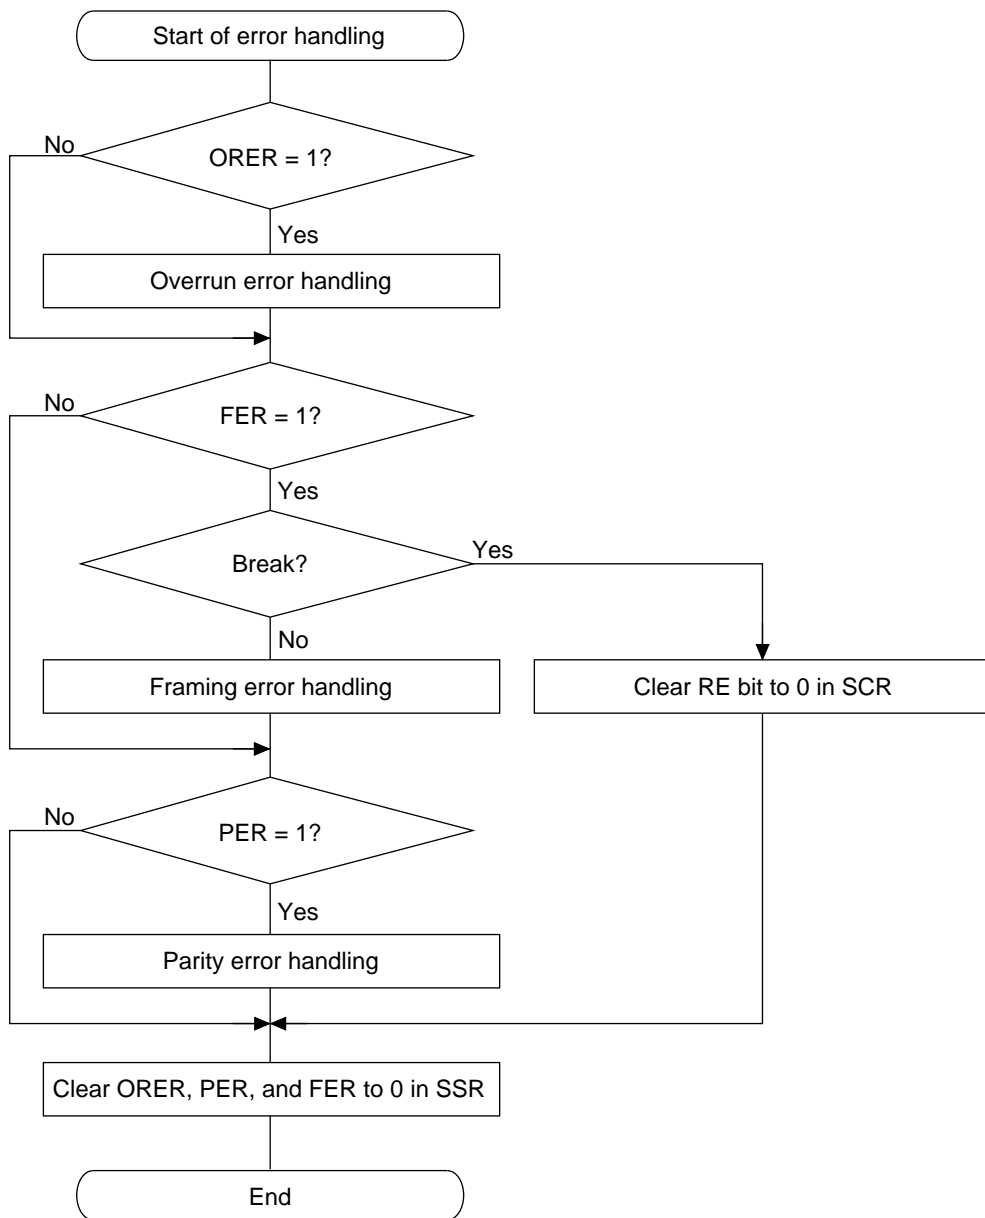 Start of error handling
No
ORER = 1?
Yes
Overrun error handling
No
FER = 1?
Yes
Break?
Yes
No
Framing error handling
Clear RE bit to 0 in SCR
No
PER = 1?
Yes
Parity error handling
Clear ORER, PER, and FER to 0 in SSR
End